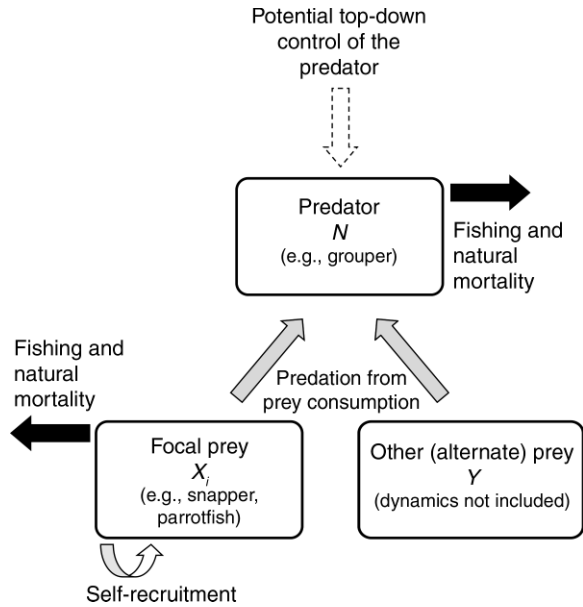 Potential top-down
control of the
predator
Predator
N
(e.g., grouper)
Fishing and
natural
mortality
Fishing and
natural
mortality
Predation from
prey consumption
Focal prey
Xi
(e.g., snapper,
parrotfish)
Other (alternate) prey
Y
(dynamics not included)
Self-recruitment